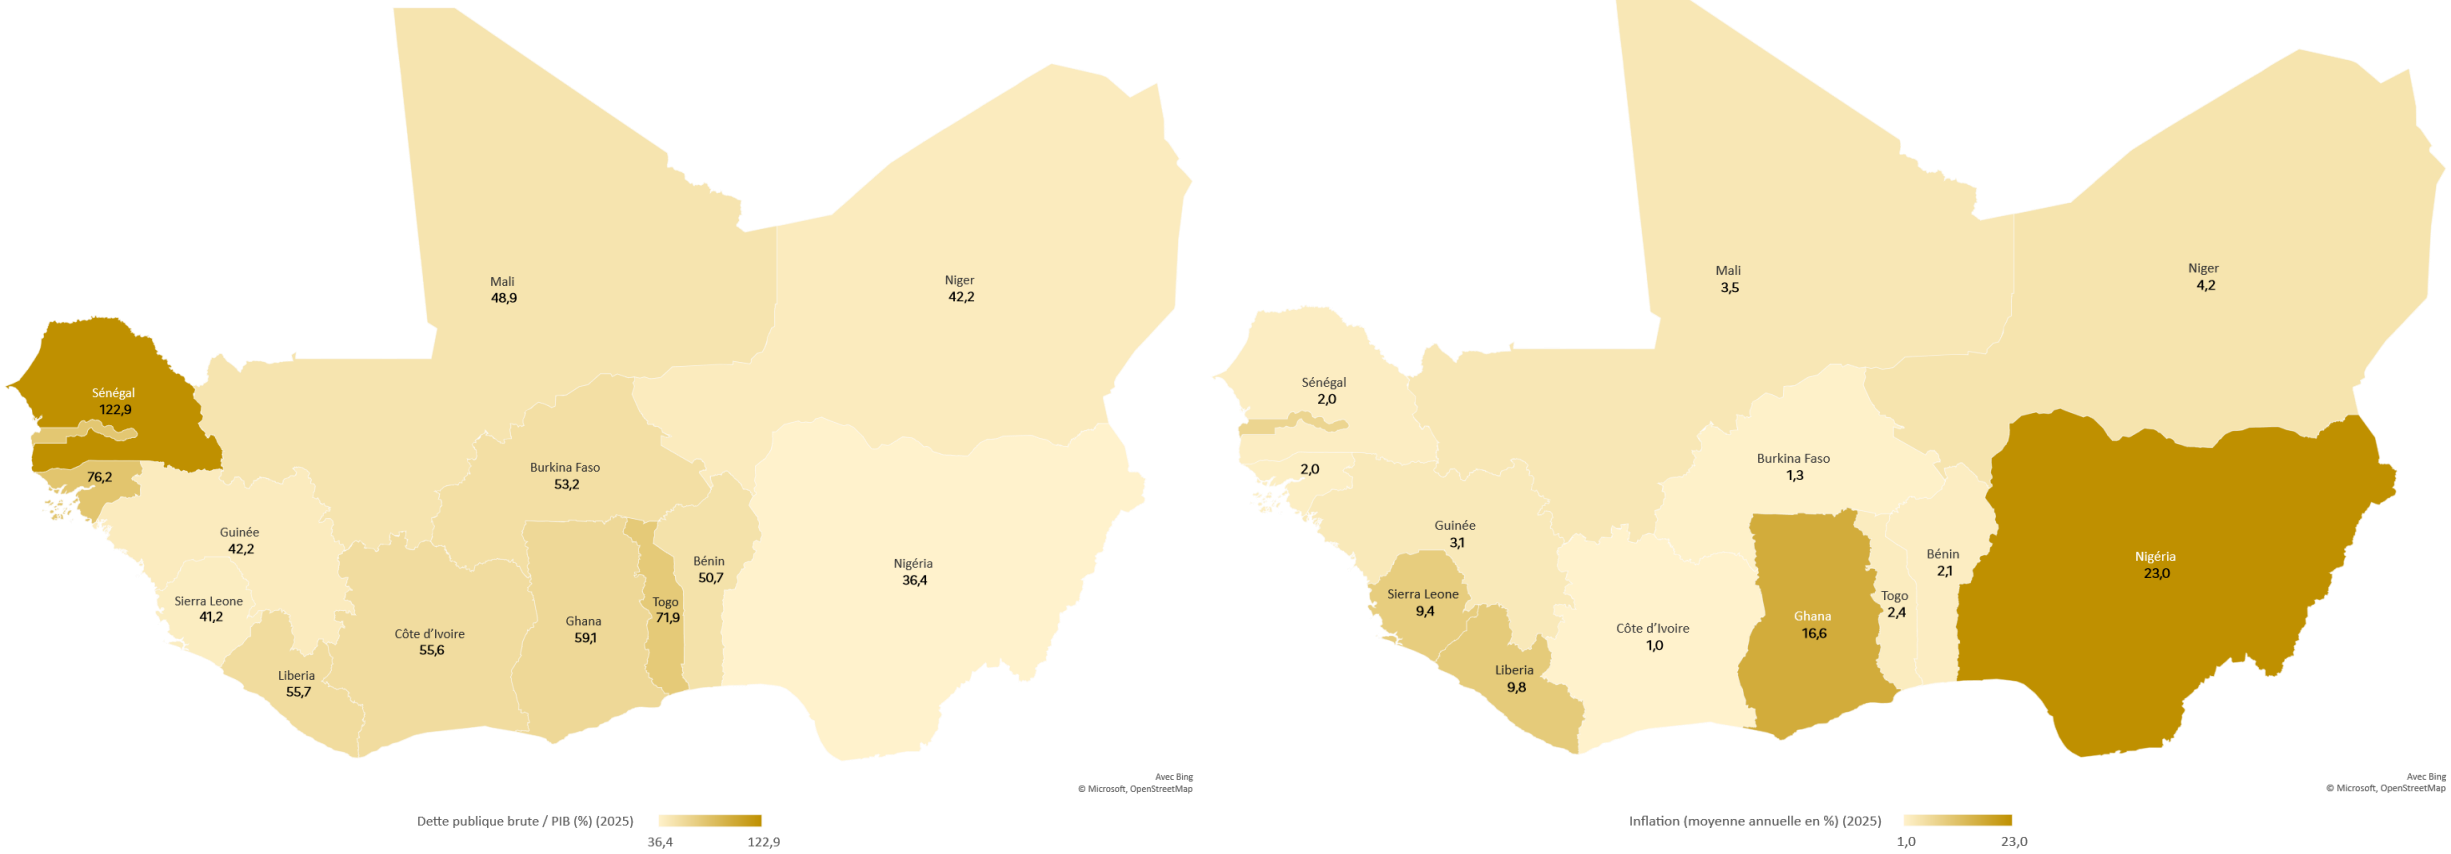 Mali
48,9
Niger
42,2
Sénégal
122,9
76,2
Burkina Faso
53,2
Guinée
42,2
Bénin
50,7
Nigéria
36,4
Sierra Leone
41,2
Togo
71,9
Ghana
59,1
Côte d’Ivoire
55,6
Liberia
55,7
Avec Bing
© Microsoft, OpenStreetMap
Dette publique brute / PIB (%) (2025)
36,4
122,9
Mali
3,5
Niger
4,2
Sénégal
2,0
2,0
Burkina Faso
1,3
Guinée
3,1
Bénin
2,1
Nigéria
23,0
Sierra Leone
9,4
Togo
2,4
Ghana
16,6
Côte d’Ivoire
1,0
Liberia
9,8
Avec Bing
© Microsoft, OpenStreetMap
Inflation (moyenne annuelle en %) (2025)
1,0
23,0